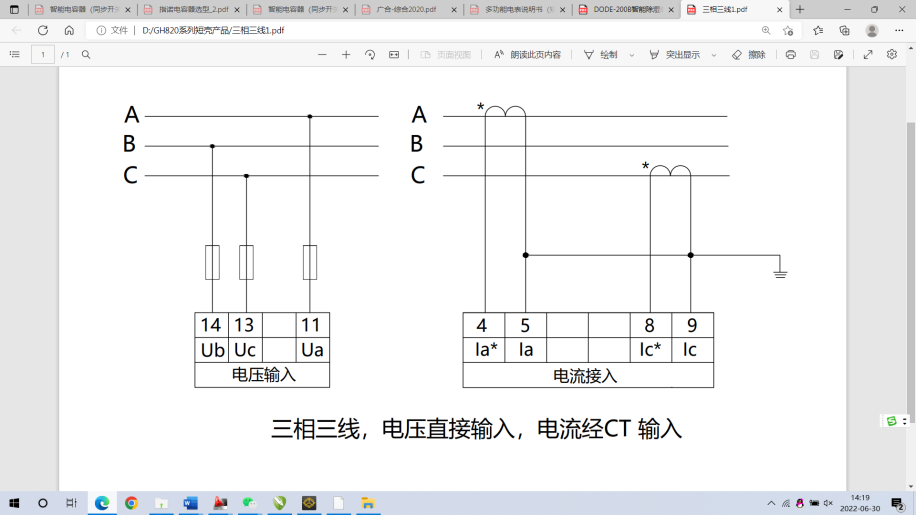 智能电容器（同步开关
指诺电容器选型_2.pdf
智能电容器（同步开关
广合-综合2020.pdf
多功能电表说明书（
DODE-200B智能除
三相三线1.pdf
文件 | D:/GH820系列短壳产品/三相三线1.pdf
1 / 1
页面视图
朗读此页内容
绘制
突出显示
擦除
A
B
C
14 13 11
Ub Uc Ua
电压输入
A
B
C
*
*
4 5 8 9
Ia* Ia Ic* Ic
电流接入
三相三线，电压直接输入，电流经CT 输入
14:19
2022-06-30
2